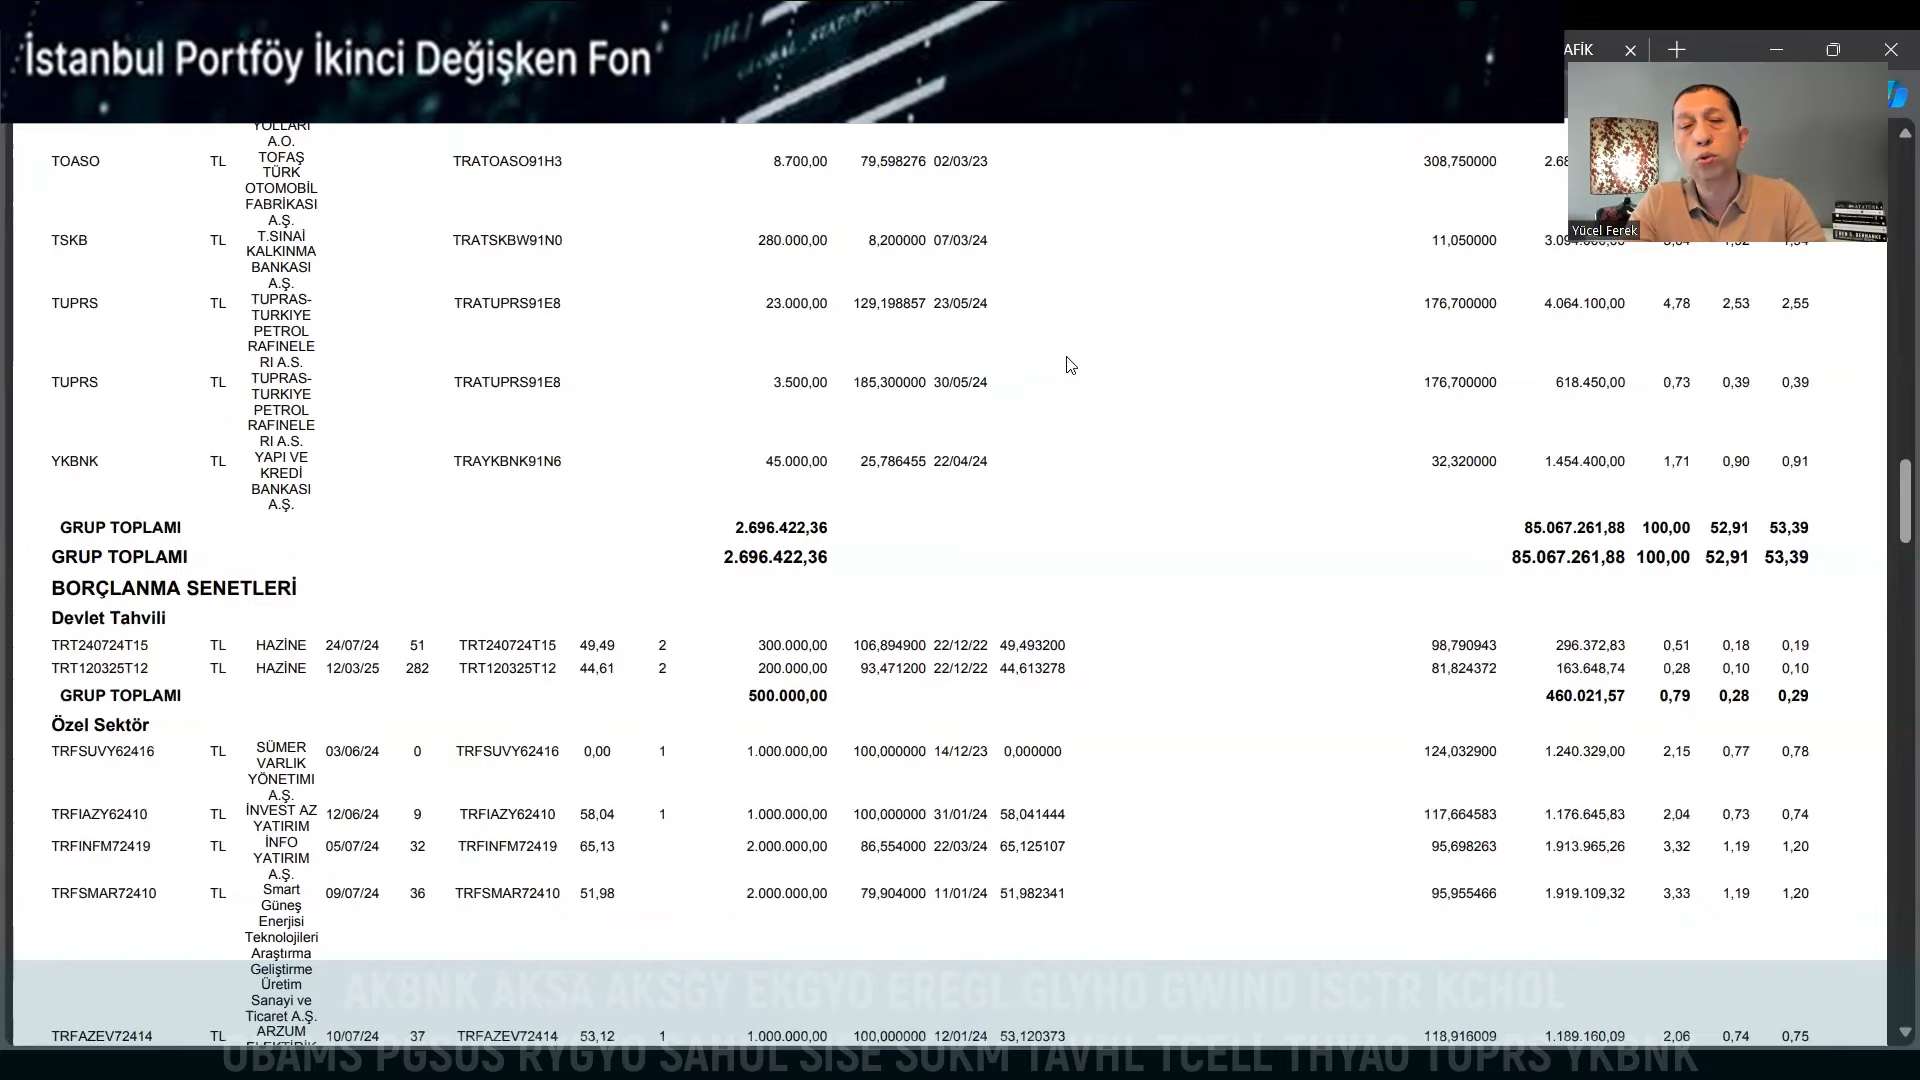 İstanbul Portföy İkinci Değişken Fon
AFİK
Yücel Ferek
YOLLARI
A.O.
TOASO TL TOFAŞ TÜRK OTOMOBİL FABRİKASI A.Ş. TRATOASO91H3 8.700,00 79,598276 02/03/23 308,750000 2.68
TSKB TL T.SINAİ KALKINMA BANKASI A.Ş. TRATSKBW91N0 280.000,00 8,200000 07/03/24 11,050000
TUPRS TL TUPRAS-TURKIYE PETROL RAFINELERI A.S. TRATUPRS91E8 23.000,00 129,198857 23/05/24 176,700000 4.064.100,00 4,78 2,53 2,55
TUPRS TL TUPRAS-TURKIYE PETROL RAFINELERI A.S. TRATUPRS91E8 3.500,00 185,300000 30/05/24 176,700000 618.450,00 0,73 0,39 0,39
YKBNK TL YAPI VE KREDİ BANKASI A.Ş. TRAYKBNK91N6 45.000,00 25,786455 22/04/24 32,320000 1.454.400,00 1,71 0,90 0,91
GRUP TOPLAMI 2.696.422,36 85.067.261,88 100,00 52,91 53,39
GRUP TOPLAMI 2.696.422,36 85.067.261,88 100,00 52,91 53,39
BORÇLANMA SENETLERİ
Devlet Tahvili
TRT240724T15 TL HAZİNE 24/07/24 51 TRT240724T15 49,49 2 300.000,00 106,894900 22/12/22 49,493200 98,790943 296.372,83 0,51 0,18 0,19
TRT120325T12 TL HAZİNE 12/03/25 282 TRT120325T12 44,61 2 200.000,00 93,471200 22/12/22 44,613278 81,824372 163.648,74 0,28 0,10 0,10
GRUP TOPLAMI 500.000,00 460.021,57 0,79 0,28 0,29
Özel Sektör
TRFSUVY62416 TL SÜMER VARLIK YÖNETIMI A.Ş. 03/06/24 0 TRFSUVY62416 0,00 1 1.000.000,00 100,000000 14/12/23 0,000000 124,032900 1.240.329,00 2,15 0,77 0,78
TRFIAZY62410 TL İNVEST AZ YATIRIM 12/06/24 9 TRFIAZY62410 58,04 1 1.000.000,00 100,000000 31/01/24 58,041444 117,664583 1.176.645,83 2,04 0,73 0,74
TRFINFM72419 TL İNFO YATIRIM A.Ş. 05/07/24 32 TRFINFM72419 65,13 2.000.000,00 86,554000 22/03/24 65,125107 95,698263 1.913.965,26 3,32 1,19 1,20
TRFSMAR72410 TL Smart Güneş Enerjisi Teknolojileri Araştırma Geliştirme Üretim Sanayi ve Ticaret A.Ş. 09/07/24 36 TRFSMAR72410 51,98 2.000.000,00 79,904000 11/01/24 51,982341 95,955466 1.919.109,32 3,33 1,19 1,20
TRFAZEV72414 TL ARZUM 10/07/24 37 TRFAZEV72414 53,12 1 1.000.000,00 100,000000 12/01/24 53,120373 118,916009 1.189.160,09 2,06 0,74 0,75
AKBNK AKSA AKSGY EKGYO EREGL GLYHO GWIND ISCTR KCHOL
OBAMS PGSUS RYGYO SAHOL SISE SOKM TAVHL TCELL THYAO TUPRS YKBNK